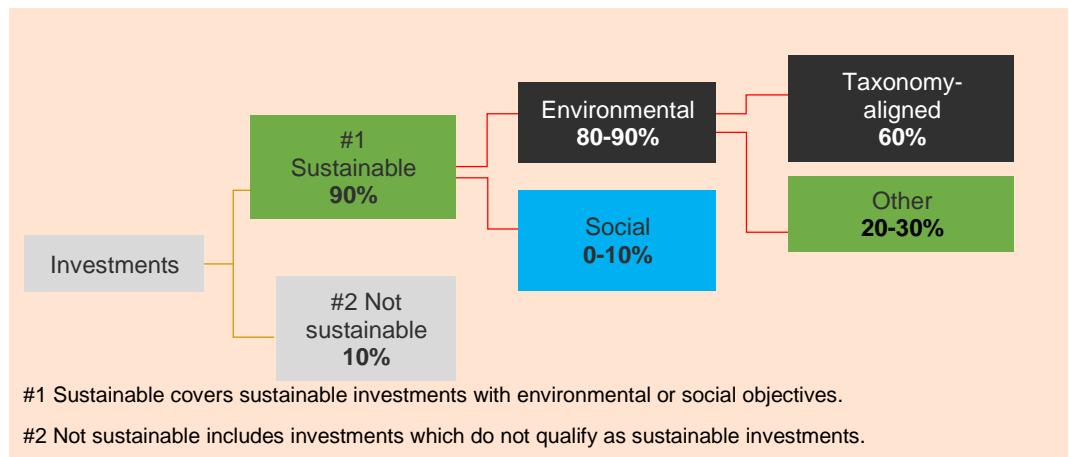 Investments
#1
Sustainable
90%
#2 Not
sustainable
10%
Environmental
80-90%
Social
0-10%
Taxonomy-
aligned
60%
Other
20-30%
#1 Sustainable covers sustainable investments with environmental or social objectives.
#2 Not sustainable includes investments which do not qualify as sustainable investments.